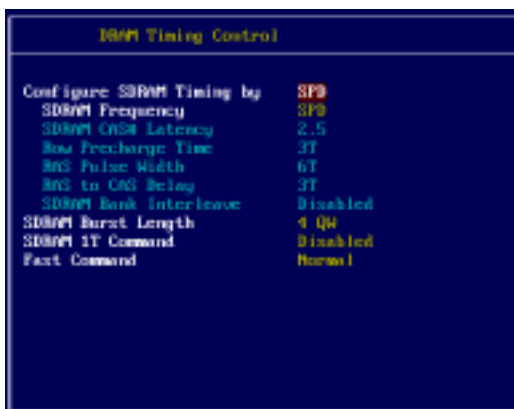 DRAM Timing Control
Configure SDRAM Timing by SPD
SDRAM Frequency SPD
SDRAM CAS# Latency 2.5
Row Precharge Time 3T
RAS Pulse Width 6T
RAS to CAS Delay 3T
SDRAM Bank Interleave Disabled
SDRAM Burst Length 4 QW
SDRAM 1T Command Disabled
Fast Command Normal